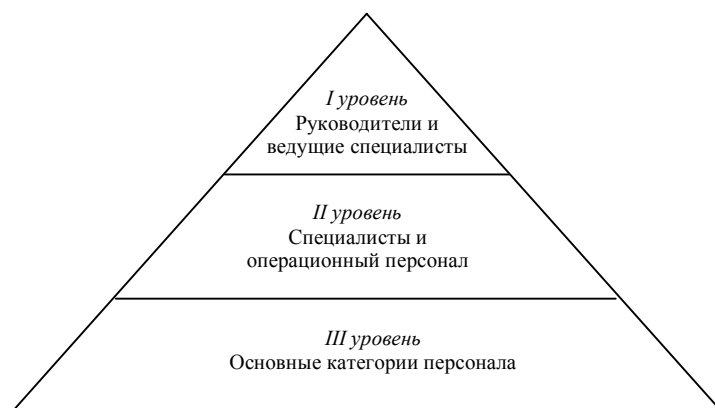 I уровень
Руководители и
ведущие специалисты
II уровень
Специалисты и
операционный персонал
III уровень
Основные категории персонала